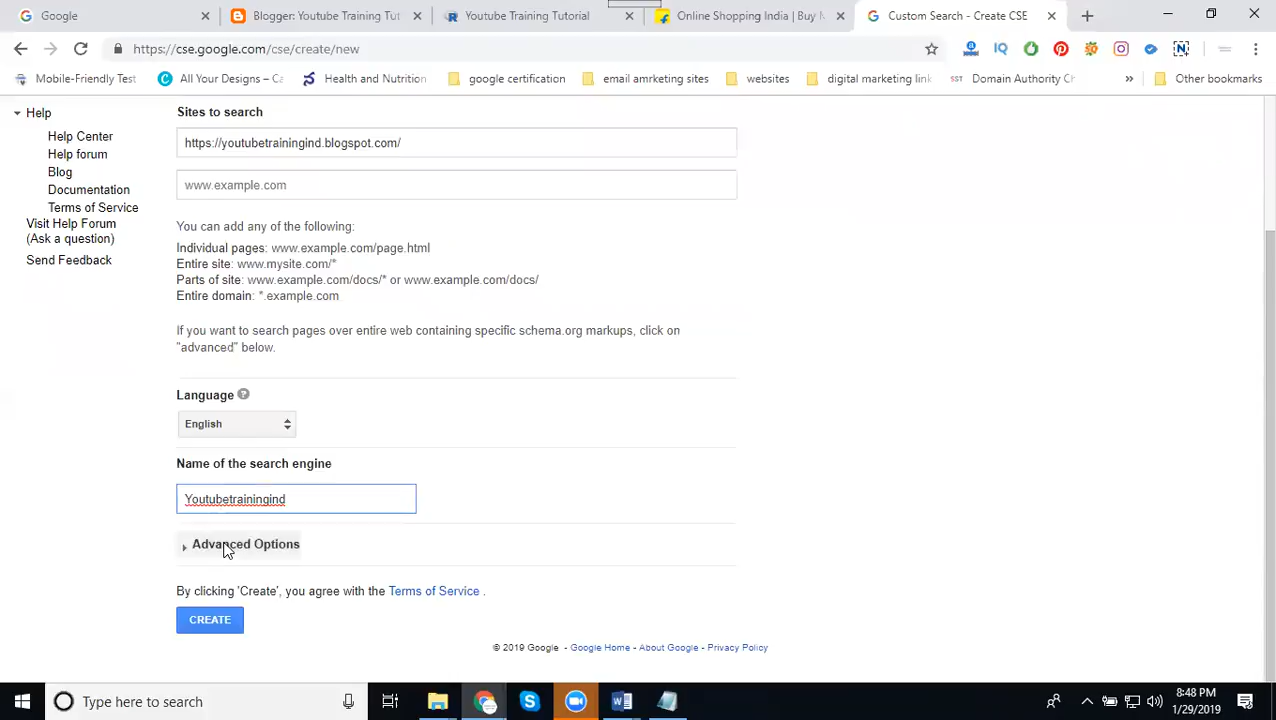 Google
Blogger: Youtube Training Tu
Youtube Training Tutorial
Online Shopping India | Buy M
Custom Search - Create CSE
https://cse.google.com/cse/create/new
Mobile-Friendly Test
All Your Designs – Ca
Health and Nutrition
google certification
email amrketing sites
websites
digital marketing link
Domain Authority Ch
Other bookmarks
Help
Help Center
Help forum
Blog
Documentation
Terms of Service
Visit Help Forum
(Ask a question)
Send Feedback
Sites to search
https://youtubetrainingind.blogspot.com/
www.example.com
You can add any of the following:
Individual pages: www.example.com/page.html
Entire site: www.mysite.com/*
Parts of site: www.example.com/docs/* or www.example.com/docs/
Entire domain: *.example.com
If you want to search pages over entire web containing specific schema.org markups, click on
"advanced" below.
Language
English
Name of the search engine
Youtubetrainingind
Advanced Options
By clicking 'Create', you agree with the Terms of Service .
CREATE
© 2019 Google - Google Home - About Google - Privacy Policy
Type here to search
8:48 PM
1/29/2019